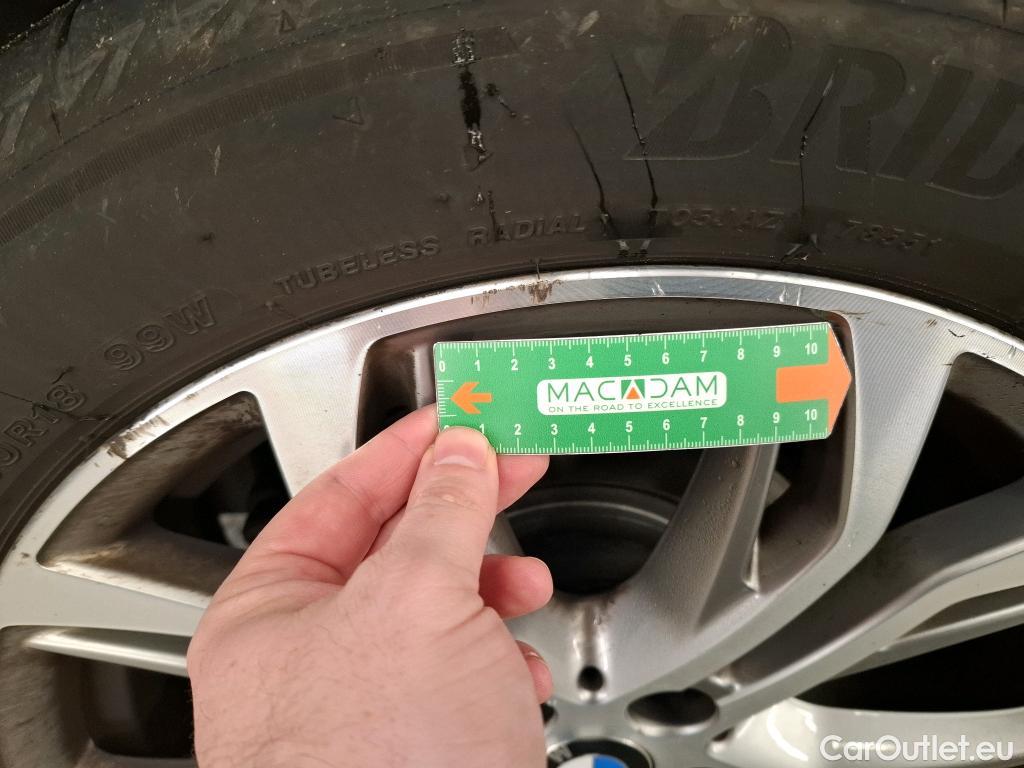 BRID
TUBELESS RADIAL
7855Y
99W
R18
0 1 2 3 4 5 6 7 8 9 10
MACADAM
ON THE ROAD TO EXCELLENCE
1 2 3 4 5 6 7 8 9 10
CarOutlet.eu